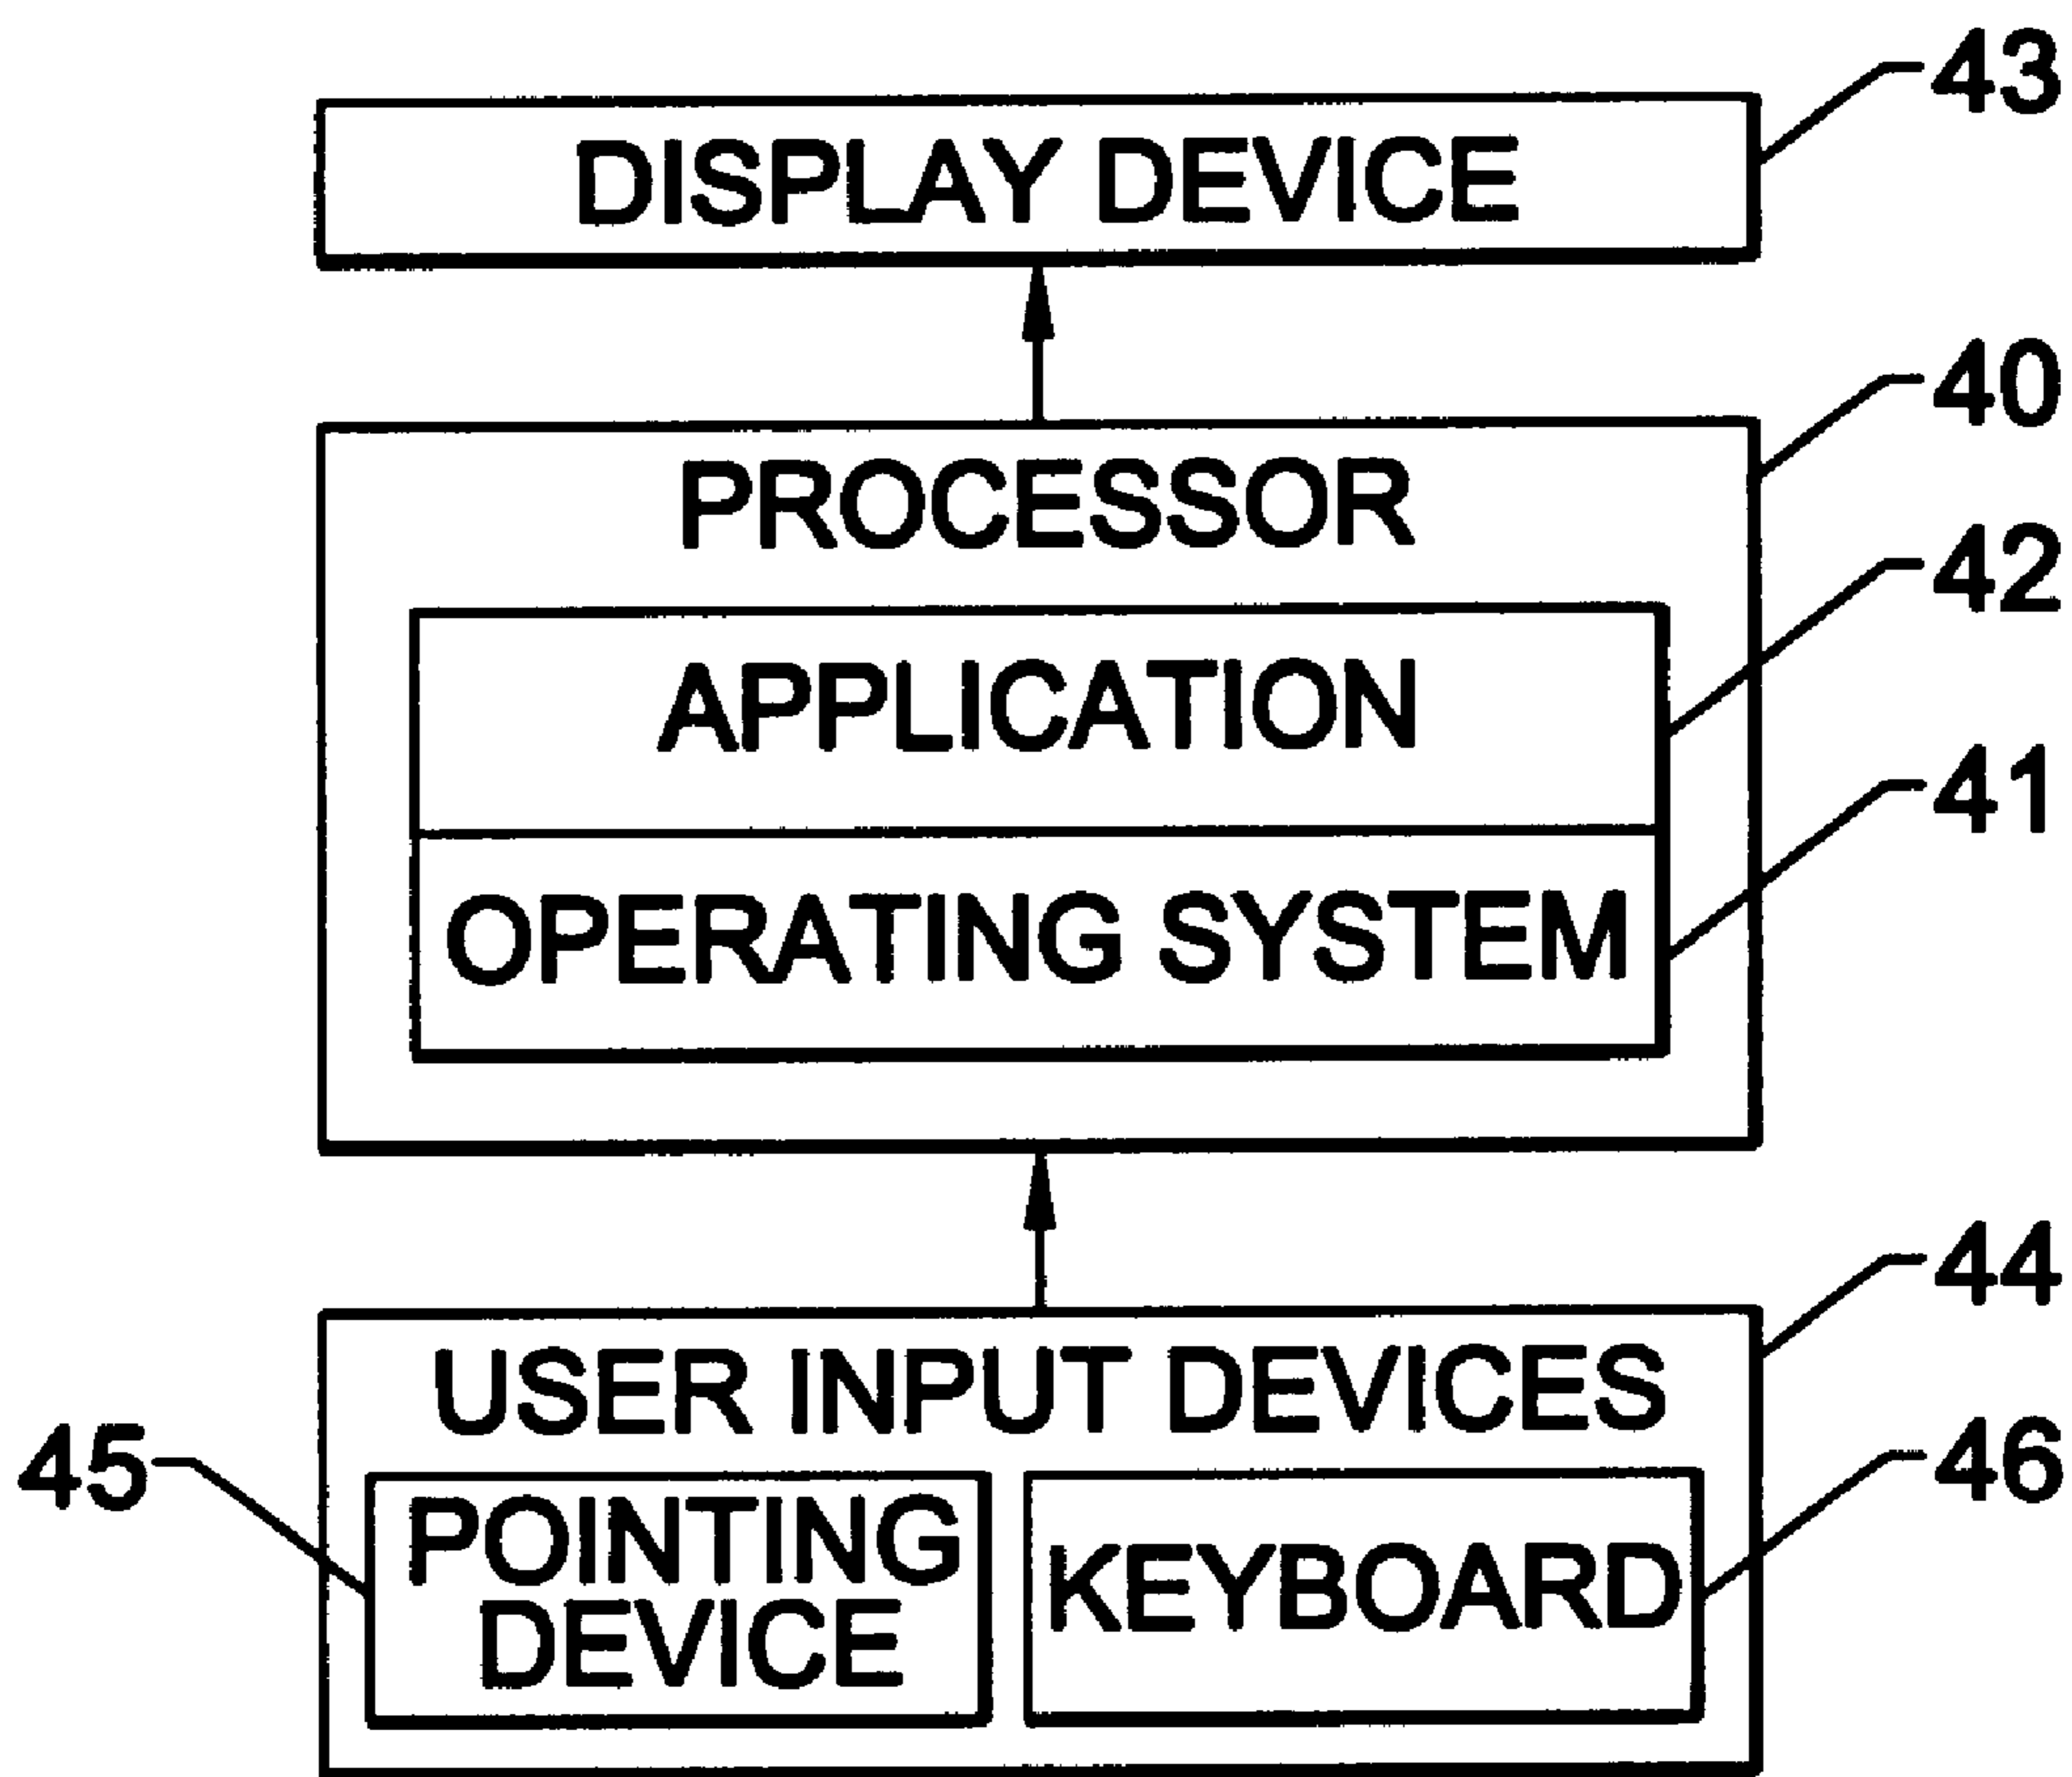 43
DISPLAY DEVICE
40
PROCESSOR
42
APPLICATION
41
OPERATING SYSTEM
44
USER INPUT DEVICES
45
46
POINTING
DEVICE
KEYBOARD